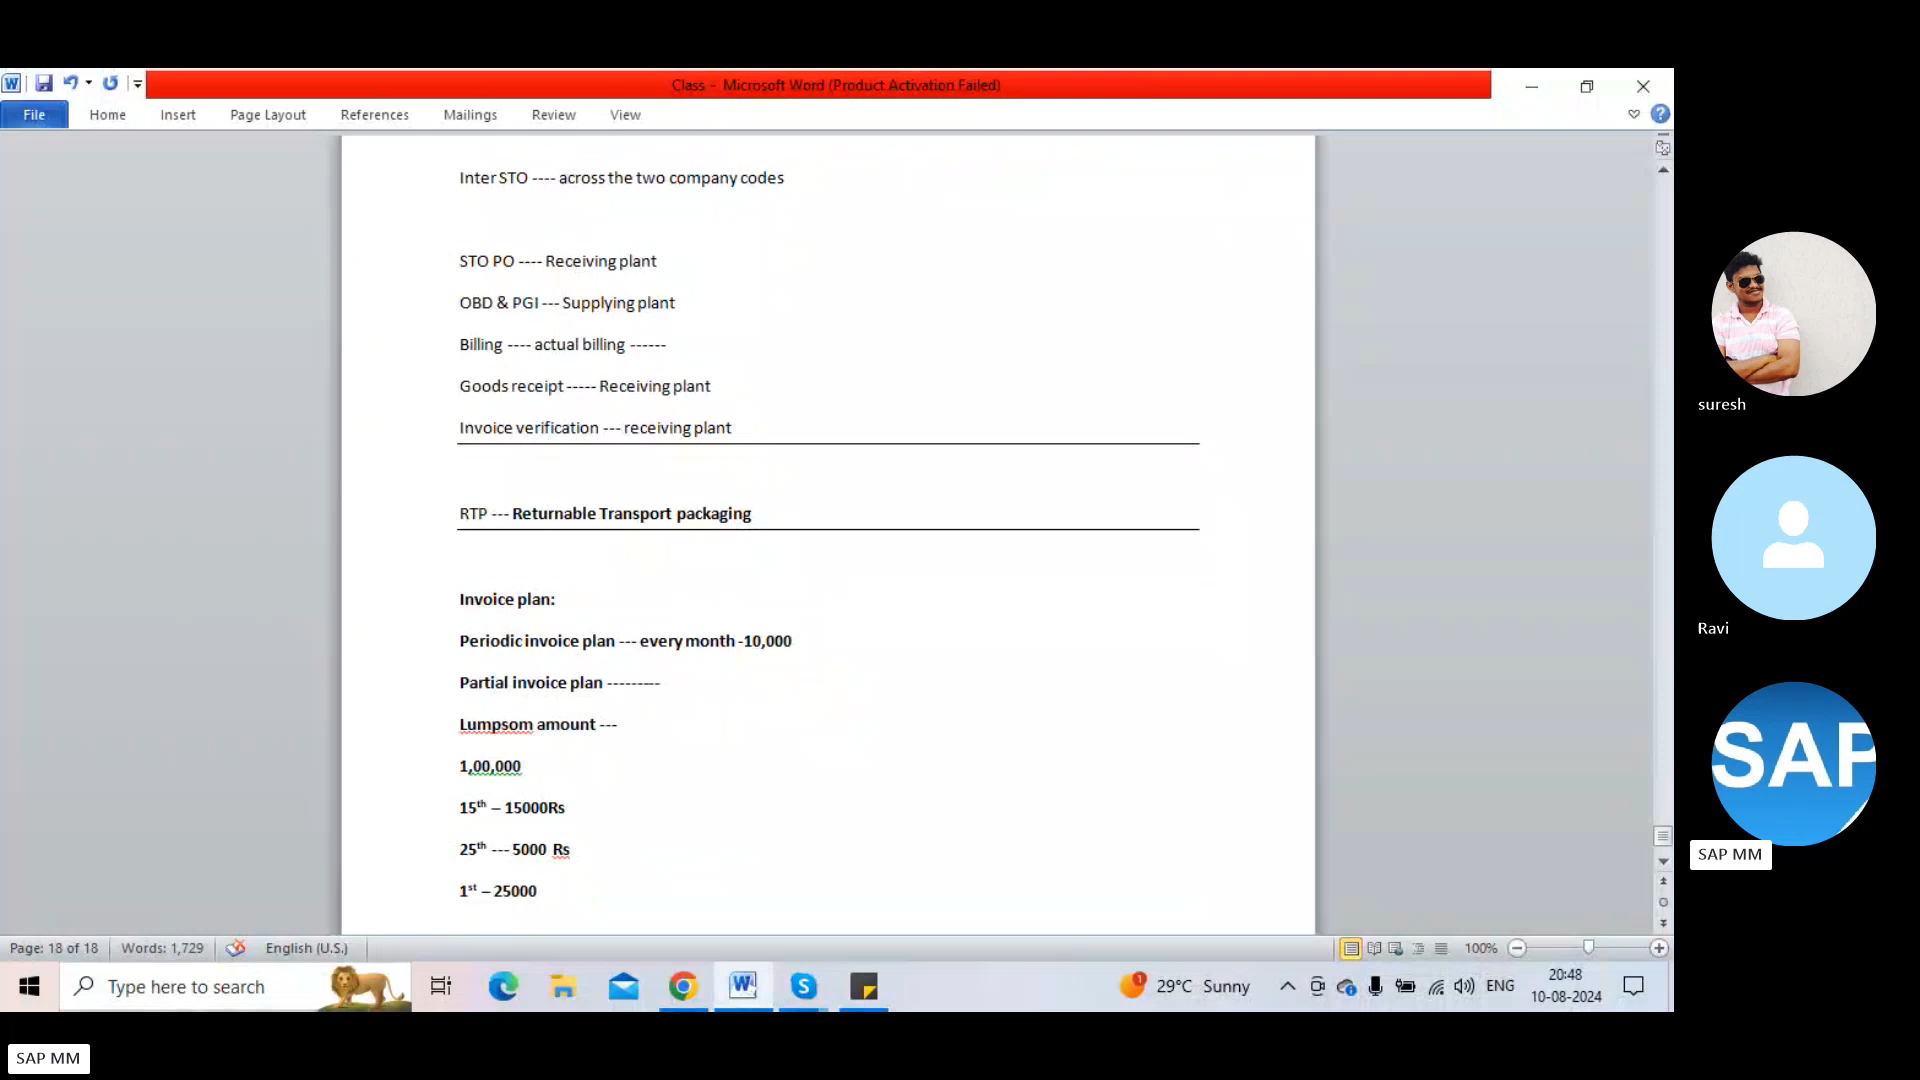 Class - Microsoft Word (Product Activation Failed)
File Home Insert Page Layout References Mailings Review View
Inter STO ---- across the two company codes
STO PO ---- Receiving plant
OBD & PGI --- Supplying plant
Billing ---- actual billing ------
Goods receipt ----- Receiving plant
Invoice verification --- receiving plant
RTP --- Returnable Transport packaging
Invoice plan:
Periodic invoice plan --- every month -10,000
Partial invoice plan ---------
Lumpsom amount ---
1,00,000
15th – 15000Rs
25th --- 5000 Rs
1st – 25000
Page: 18 of 18 Words: 1,729 English (U.S.) 100%
Type here to search
1 29°C Sunny ENG
20:48
10-08-2024
suresh
Ravi
SAP
SAP MM
SAP MM